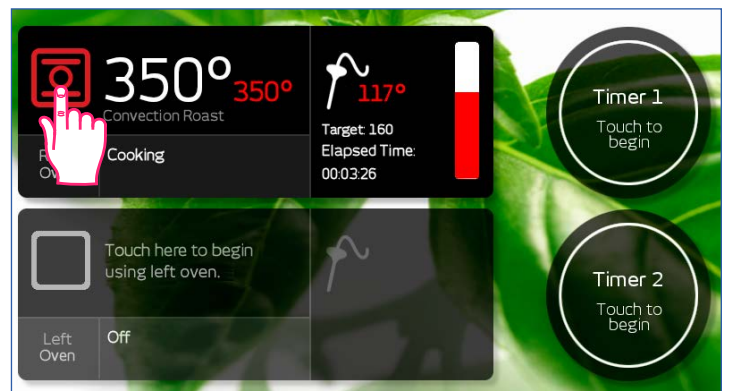 350° 350°
Convection Roast
Cooking
117°
Target: 160
Elapsed Time:
00:03:26
Timer 1
Touch to
begin
Touch here to begin
using left oven.
Left
Oven
Off
Timer 2
Touch to
begin